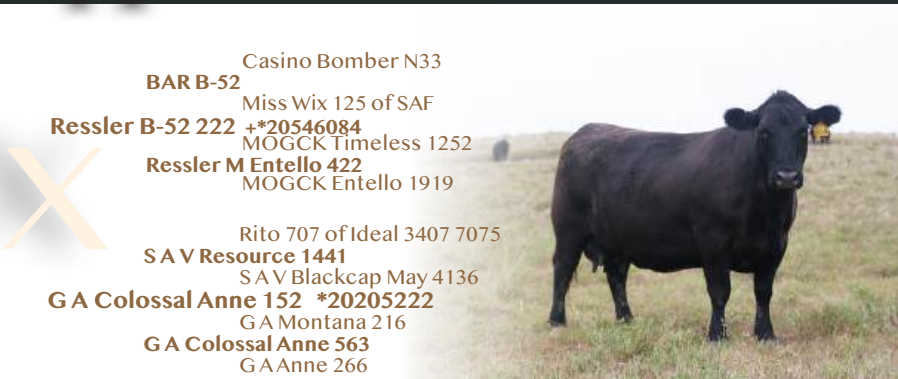 Casino Bomber N33
BAR B-52
Miss Wix 125 of SAF
Ressler B-52 222 +*20546084
MOGCK Timeless 1252
Ressler M Entello 422
MOGCK Entello 1919
X
Rito 707 of Ideal 3407 7075
S A V Resource 1441
S A V Blackcap May 4136
G A Colossal Anne 152 *20205222
G A Montana 216
G A Colossal Anne 563
G A Anne 266